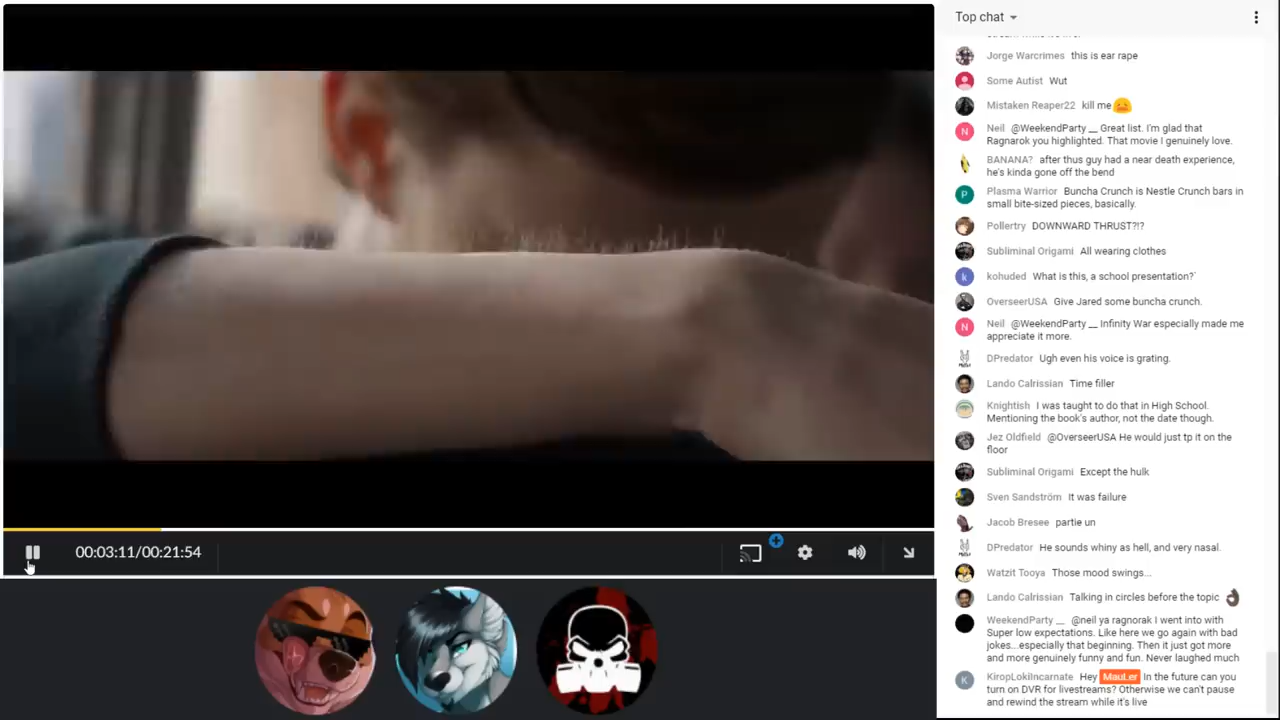 Top chat
Jorge Warcrimes this is ear rape
Some Autist Wut
Mistaken Reaper22 kill me
N
Neil @WeekendParty __ Great list. I'm glad that
Ragnarok you highlighted. That movie I genuinely love.
BANANA? after thus guy had a near death experience,
he's kinda gone off the bend
P
Plasma Warrior Buncha Crunch is Nestle Crunch bars in
small bite-sized pieces, basically.
Pollertry DOWNWARD THRUST?!?
Subliminal Origami All wearing clothes
k
kohuded What is this, a school presentation?`
OverseerUSA Give Jared some buncha crunch.
N
Neil @WeekendParty __ Infinity War especially made me
appreciate it more.
DPredator Ugh even his voice is grating.
Lando Calrissian Time filler
Knightish I was taught to do that in High School.
Mentioning the book's author, not the date though.
Jez Oldfield @OverseerUSA He would just tp it on the
floor
Subliminal Origami Except the hulk
Sven Sandström It was failure
Jacob Bresee partie un
DPredator He sounds whiny as hell, and very nasal.
Watzit Tooya Those mood swings...
Lando Calrissian Talking in circles before the topic
WeekendParty __ @neil ya ragnorak I went into with
Super low expectations. Like here we go again with bad
jokes...especially that beginning. Then it just got more
and more genuinely funny and fun. Never laughed much
K
KiropLokiIncarnate Hey MauLer In the future can you
turn on DVR for livestreams? Otherwise we can't pause
and rewind the stream while it's live
00:03:11/00:21:54